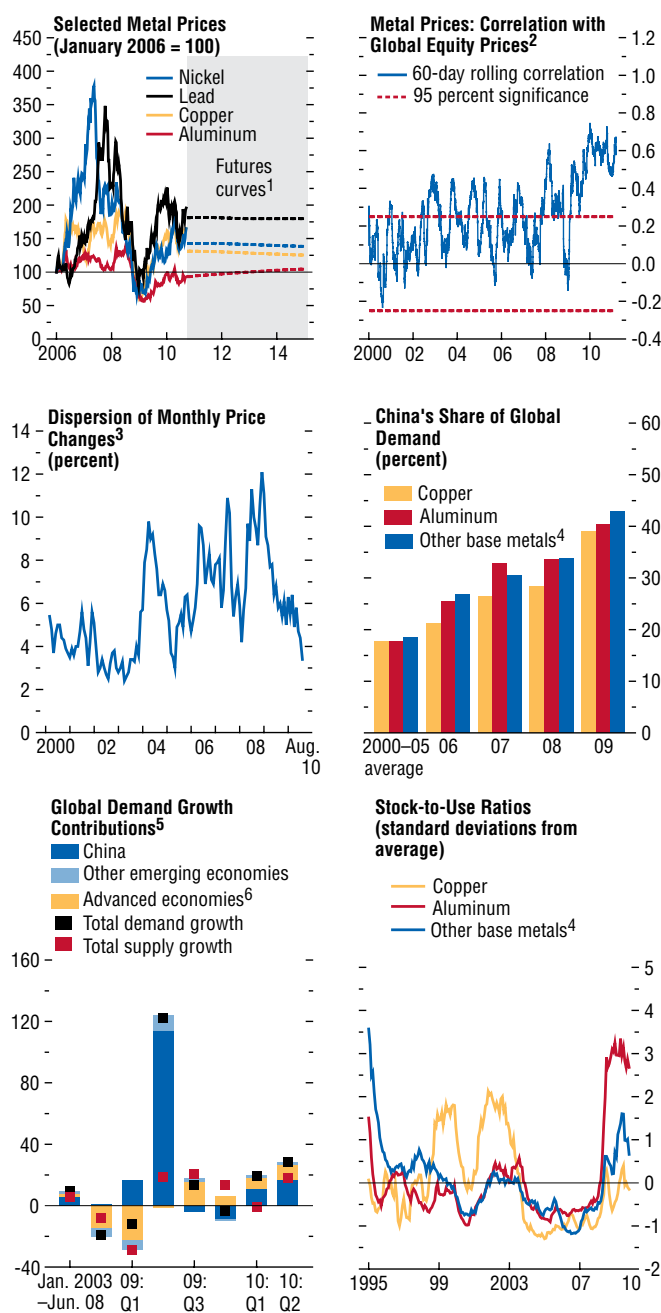 Selected Metal Prices
(January 2006 = 100)
450
400
350
300
250
200
150
100
50
0
Nickel
Lead
Copper
Aluminum
Futures
curves1
2006
08
10
12
14
Metal Prices: Correlation with
Global Equity Prices2
1.2
1.0
0.8
0.6
0.4
0.2
0.0
-0.2
-0.4
60-day rolling correlation
95 percent significance
2000
02
04
06
08
10
Dispersion of Monthly Price
Changes3
(percent)
14
12
10
8
6
4
2
0
2000
02
04
06
08
Aug.
10
China's Share of Global
Demand
(percent)
60
50
40
30
20
10
0
Copper
Aluminum
Other base metals4
2000–05
average
06
07
08
09
Global Demand Growth
Contributions5
China
Other emerging economies
Advanced economies6
Total demand growth
Total supply growth
160
120
80
40
0
-40
Jan. 2003
–Jun. 08
09:
Q1
09:
Q3
10:
Q1
10:
Q2
Stock-to-Use Ratios
(standard deviations from
average)
Copper
Aluminum
Other base metals4
5
4
3
2
1
0
-1
-2
1995
99
2003
07
10